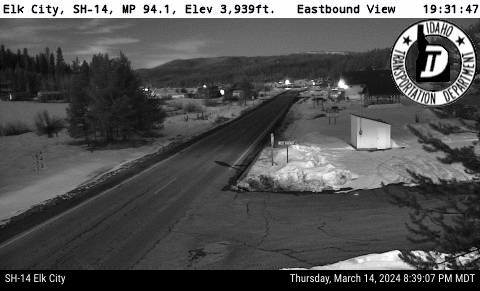 Elk City, SH-14, MP 94.1, Elev 3,939ft. Eastbound View 19:31:47
IDAHO
TRANSPORTATION DEPARTMENT
SH-14 Elk City Thursday, March 14, 2024 8:39:07 PM MDT